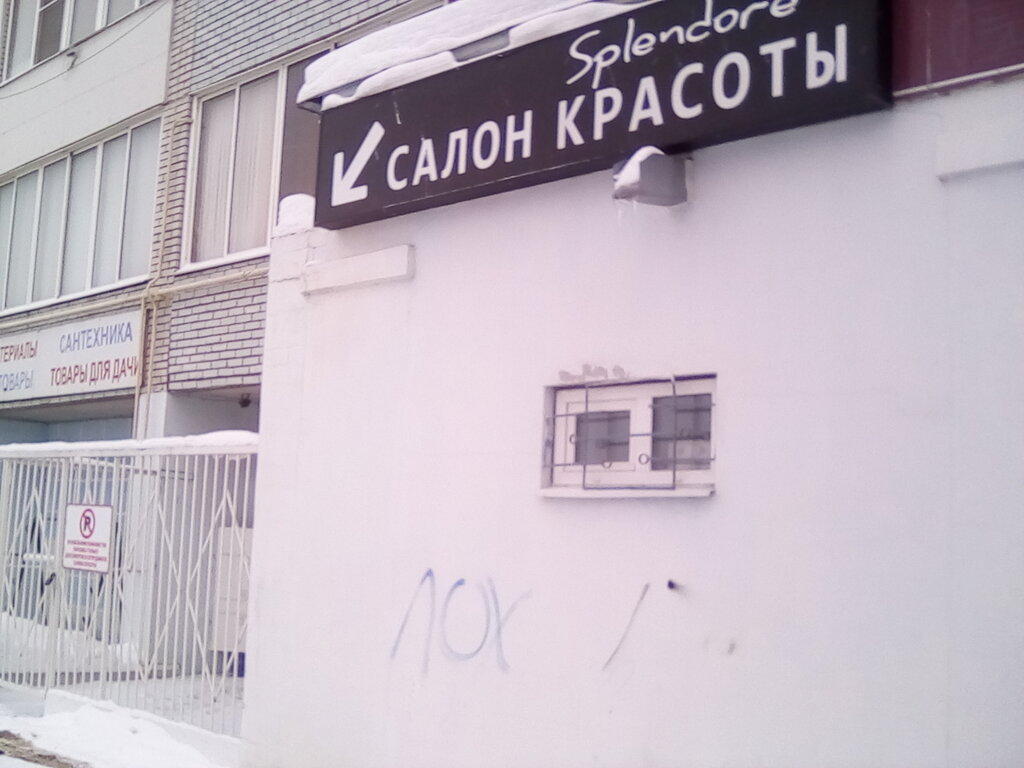 Splendore
САЛОН КРАСОТЫ
САНТЕХНИКА
ТЕРИАЛЫ
ТОВАРЫ ДЛЯ ДАЧИ
ТОВАРЫ
R
ЛОХ